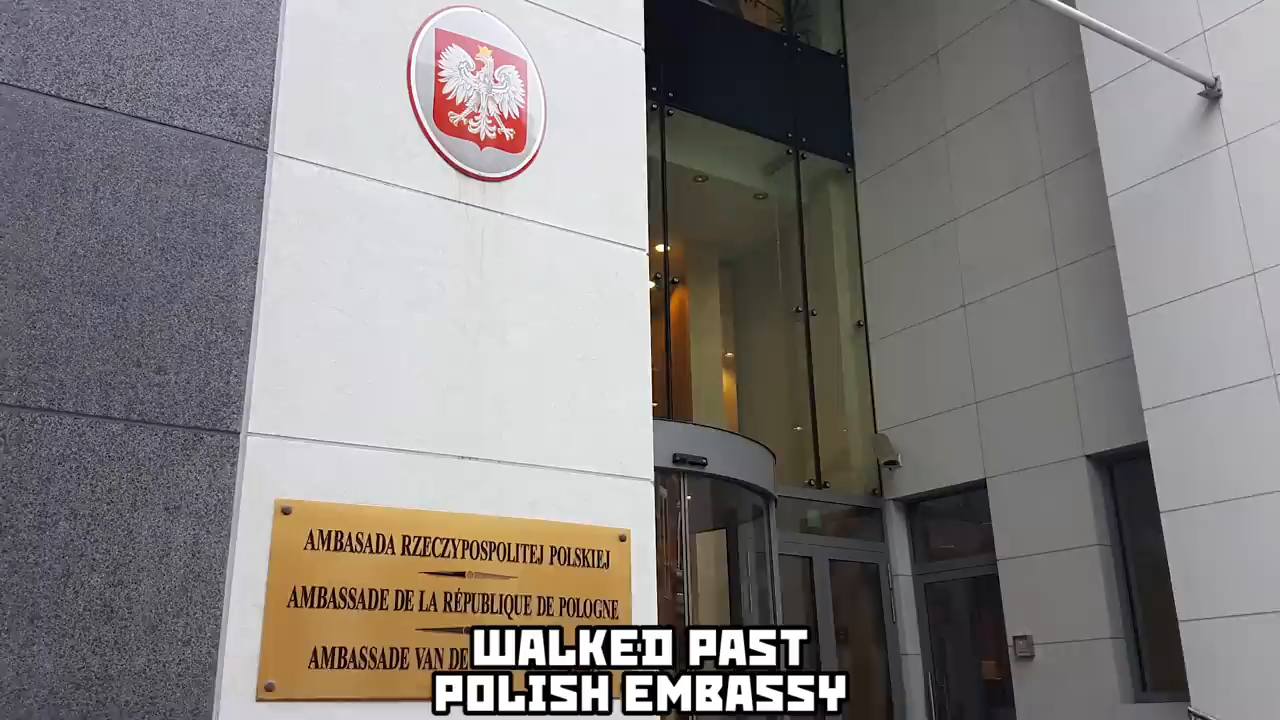 AMBASADA RZECZYPOSPOLITEJ POLSKIEJ
AMBASSADE DE LA RÉPUBLIQUE DE POLOGNE
AMBASSADE VAN DE
WALKED PAST
POLISH EMBASSY